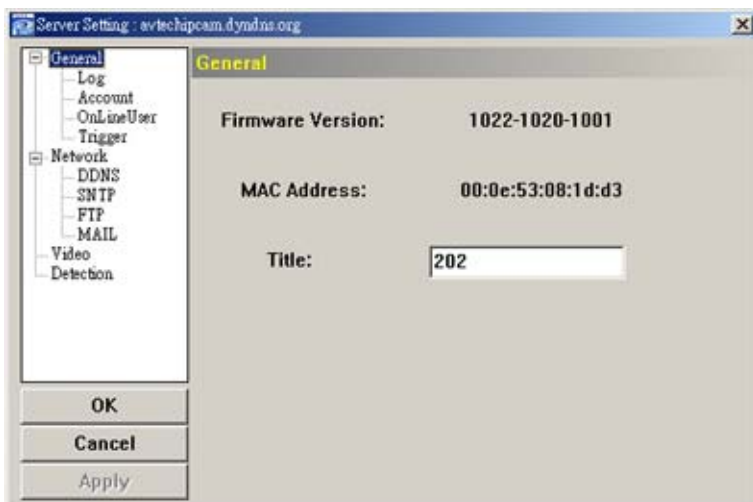 Server Setting : avtechipcam.dyndns.org
General
Log
Account
OnLineUser
Trigger
Network
DDNS
SNTP
FTP
MAIL
Video
Detection
OK
Cancel
Apply
General
Firmware Version: 1022-1020-1001
MAC Address: 00:0e:53:08:1d:d3
Title: 202